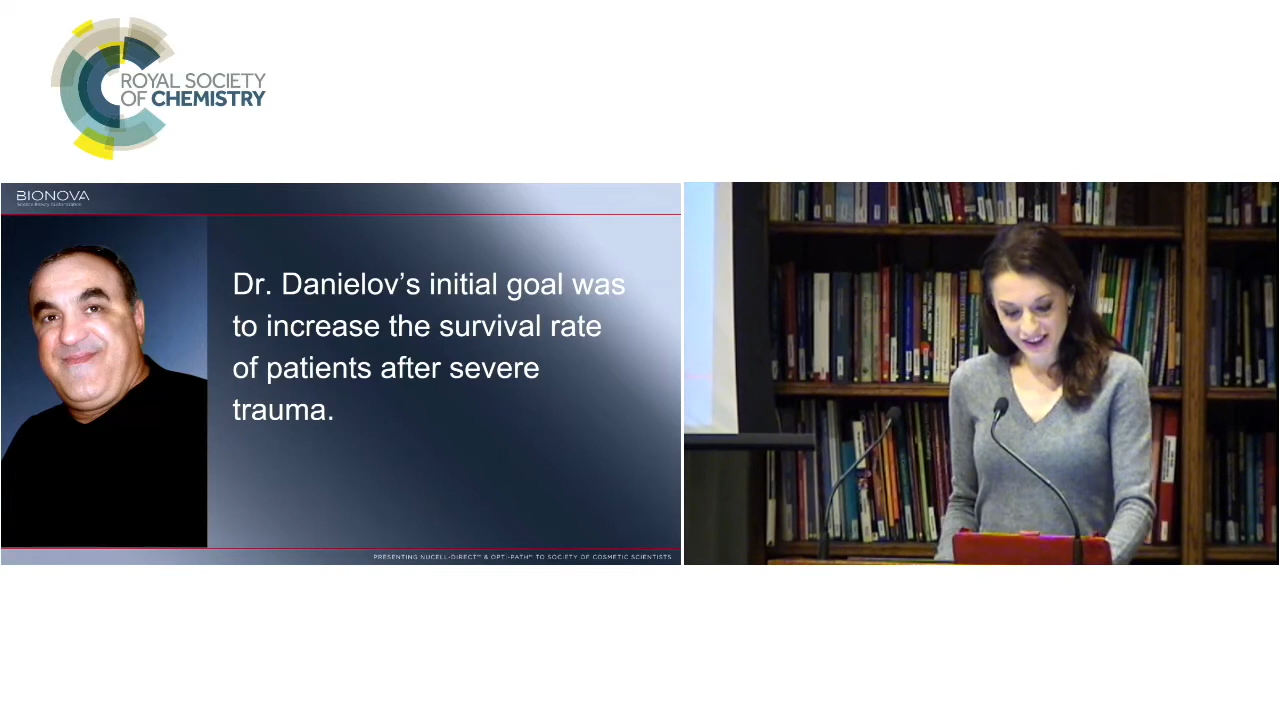 ROYAL SOCIETY
OF CHEMISTRY
BIONOVA
Dr. Danielov’s initial goal was
to increase the survival rate
of patients after severe
trauma.
PRESENTING NUCELL-DIRECT™ & OPTI-PATH™ TO SOCIETY OF COSMETIC SCIENTISTS